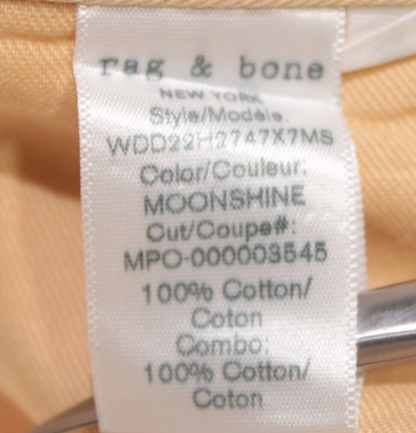 rag & bone
NEW YORK
Style/Modèle:
WDD22H2747X7MS
Color/Couleur:
MOONSHINE
Cut/Coupe#:
MPO-000003545
100% Cotton/
Coton
Combo:
100% Cotton/
Coton